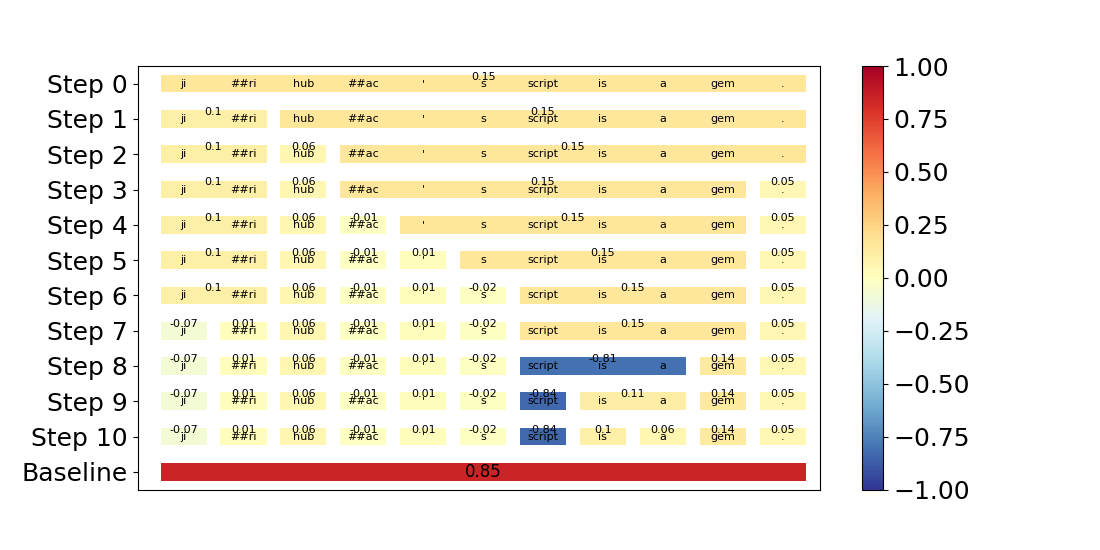 Step 0 ji ##ri hub ##ac ' s script is a gem . 0.15
Step 1 ji ##ri hub ##ac ' s script is a gem . 0.1 0.15
Step 2 ji ##ri hub ##ac ' s script is a gem . 0.1 0.06 0.15
Step 3 ji ##ri hub ##ac ' s script is a gem . 0.1 0.06 0.15 0.05
Step 4 ji ##ri hub ##ac ' s script is a gem . 0.1 0.06 -0.01 0.15 0.05
Step 5 ji ##ri hub ##ac ' s script is a gem . 0.1 0.06 -0.01 0.01 0.15 0.05
Step 6 ji ##ri hub ##ac ' s script is a gem . 0.1 0.06 -0.01 0.01 -0.02 0.15 0.05
Step 7 ji ##ri hub ##ac ' s script is a gem . -0.07 0.01 0.06 -0.01 0.01 -0.02 0.15 0.05
Step 8 ji ##ri hub ##ac ' s script is a gem . -0.07 0.01 0.06 -0.01 0.01 -0.02 -0.81 0.14 0.05
Step 9 ji ##ri hub ##ac ' s script is a gem . -0.07 0.01 0.06 -0.01 0.01 -0.02 -0.84 0.11 0.14 0.05
Step 10 ji ##ri hub ##ac ' s script is a gem . -0.07 0.01 0.06 -0.01 0.01 -0.02 -0.84 0.1 0.06 0.14 0.05
Baseline 0.85
1.00
0.75
0.50
0.25
0.00
−0.25
−0.50
−0.75
−1.00